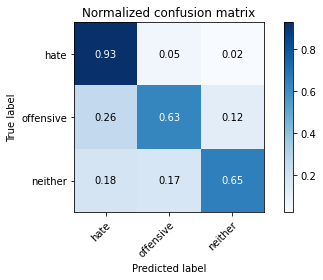 Normalized confusion matrix
hate 0.93 0.05 0.02
offensive 0.26 0.63 0.12
neither 0.18 0.17 0.65
hate offensive neither
True label
Predicted label
0.8
0.6
0.4
0.2